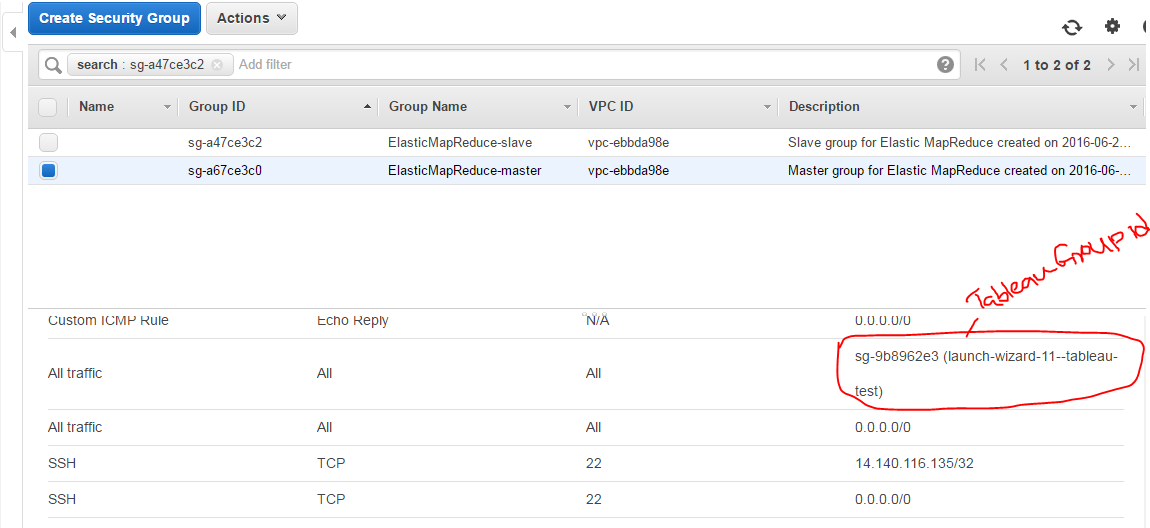 Create Security Group Actions
search : sg-a47ce3c2 Add filter 1 to 2 of 2
Name Group ID Group Name VPC ID Description
sg-a47ce3c2 ElasticMapReduce-slave vpc-ebbda98e Slave group for Elastic MapReduce created on 2016-06-2...
sg-a67ce3c0 ElasticMapReduce-master vpc-ebbda98e Master group for Elastic MapReduce created on 2016-06-...
Tableau Group id
Custom ICMP Rule Echo Reply N/A 0.0.0.0/0
All traffic All All sg-9b8962e3 (launch-wizard-11--tableau-
test)
All traffic All All 0.0.0.0/0
SSH TCP 22 14.140.116.135/32
SSH TCP 22 0.0.0.0/0